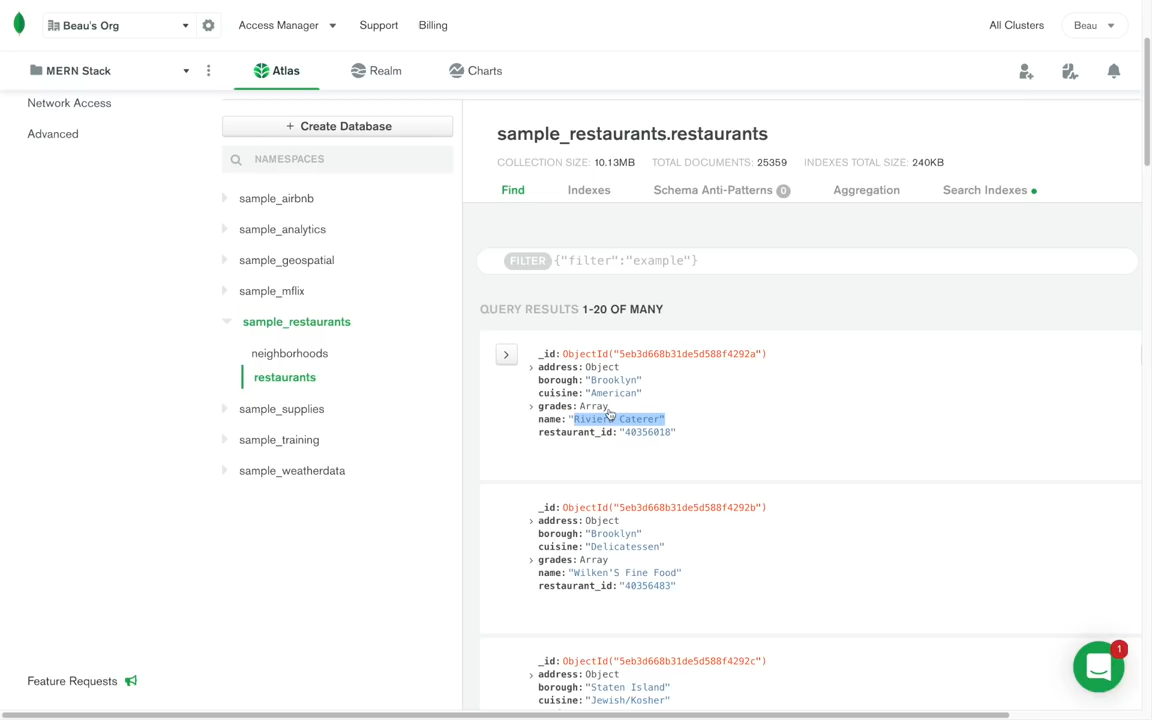 Beau's Org
Access Manager
Support
Billing
All Clusters
Beau
MERN Stack
Atlas
Realm
Charts
Network Access
Advanced
Feature Requests
+ Create Database
NAMESPACES
sample_airbnb
sample_analytics
sample_geospatial
sample_mflix
sample_restaurants
neighborhoods
restaurants
sample_supplies
sample_training
sample_weatherdata
sample_restaurants.restaurants
COLLECTION SIZE: 10.13MB TOTAL DOCUMENTS: 25359 INDEXES TOTAL SIZE: 240KB
Find Indexes Schema Anti-Patterns 0 Aggregation Search Indexes
FILTER {"filter":"example"}
QUERY RESULTS 1-20 OF MANY
_id: ObjectId("5eb3d668b31de5d588f4292a")
address: Object
borough: "Brooklyn"
cuisine: "American"
grades: Array
name: "Riviera Caterer"
restaurant_id: "40356018"
_id: ObjectId("5eb3d668b31de5d588f4292b")
address: Object
borough: "Brooklyn"
cuisine: "Delicatessen"
grades: Array
name: "Wilken'S Fine Food"
restaurant_id: "40356483"
_id: ObjectId("5eb3d668b31de5d588f4292c")
address: Object
borough: "Staten Island"
cuisine: "Jewish/Kosher"
1